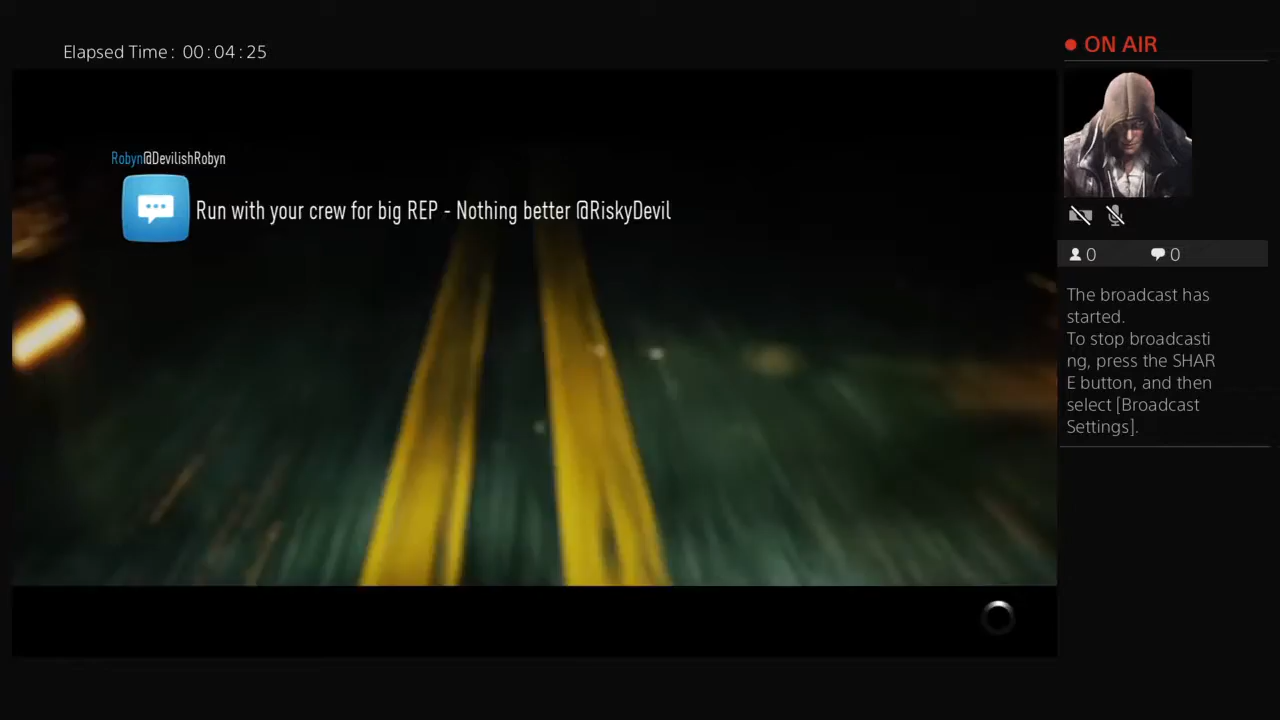 Elapsed Time: 00:04:25
ON AIR
Robyn@DevilishRobyn
Run with your crew for big REP - Nothing better @RiskyDevil
0 0
The broadcast has
started.
To stop broadcasti
ng, press the SHAR
E button, and then
select [Broadcast
Settings].